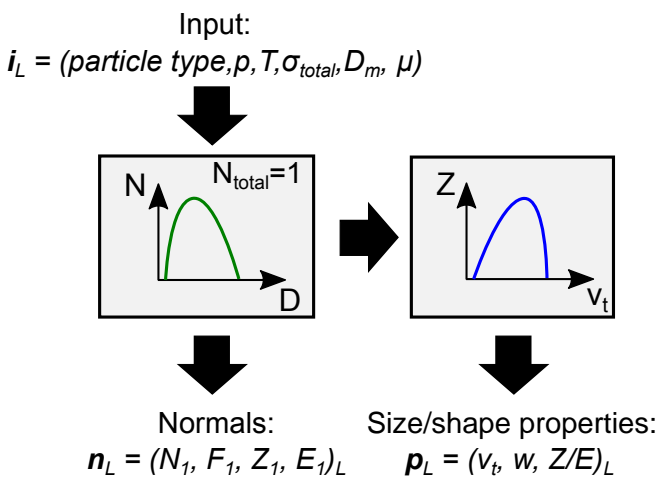 Input:
i_L = (particle type,p,T,σ_total,D_m, μ)
N N_total=1
D
Z
v_t
Normals:
n_L = (N_1, F_1, Z_1, E_1)_L
Size/shape properties:
p_L = (v_t, w, Z/E)_L